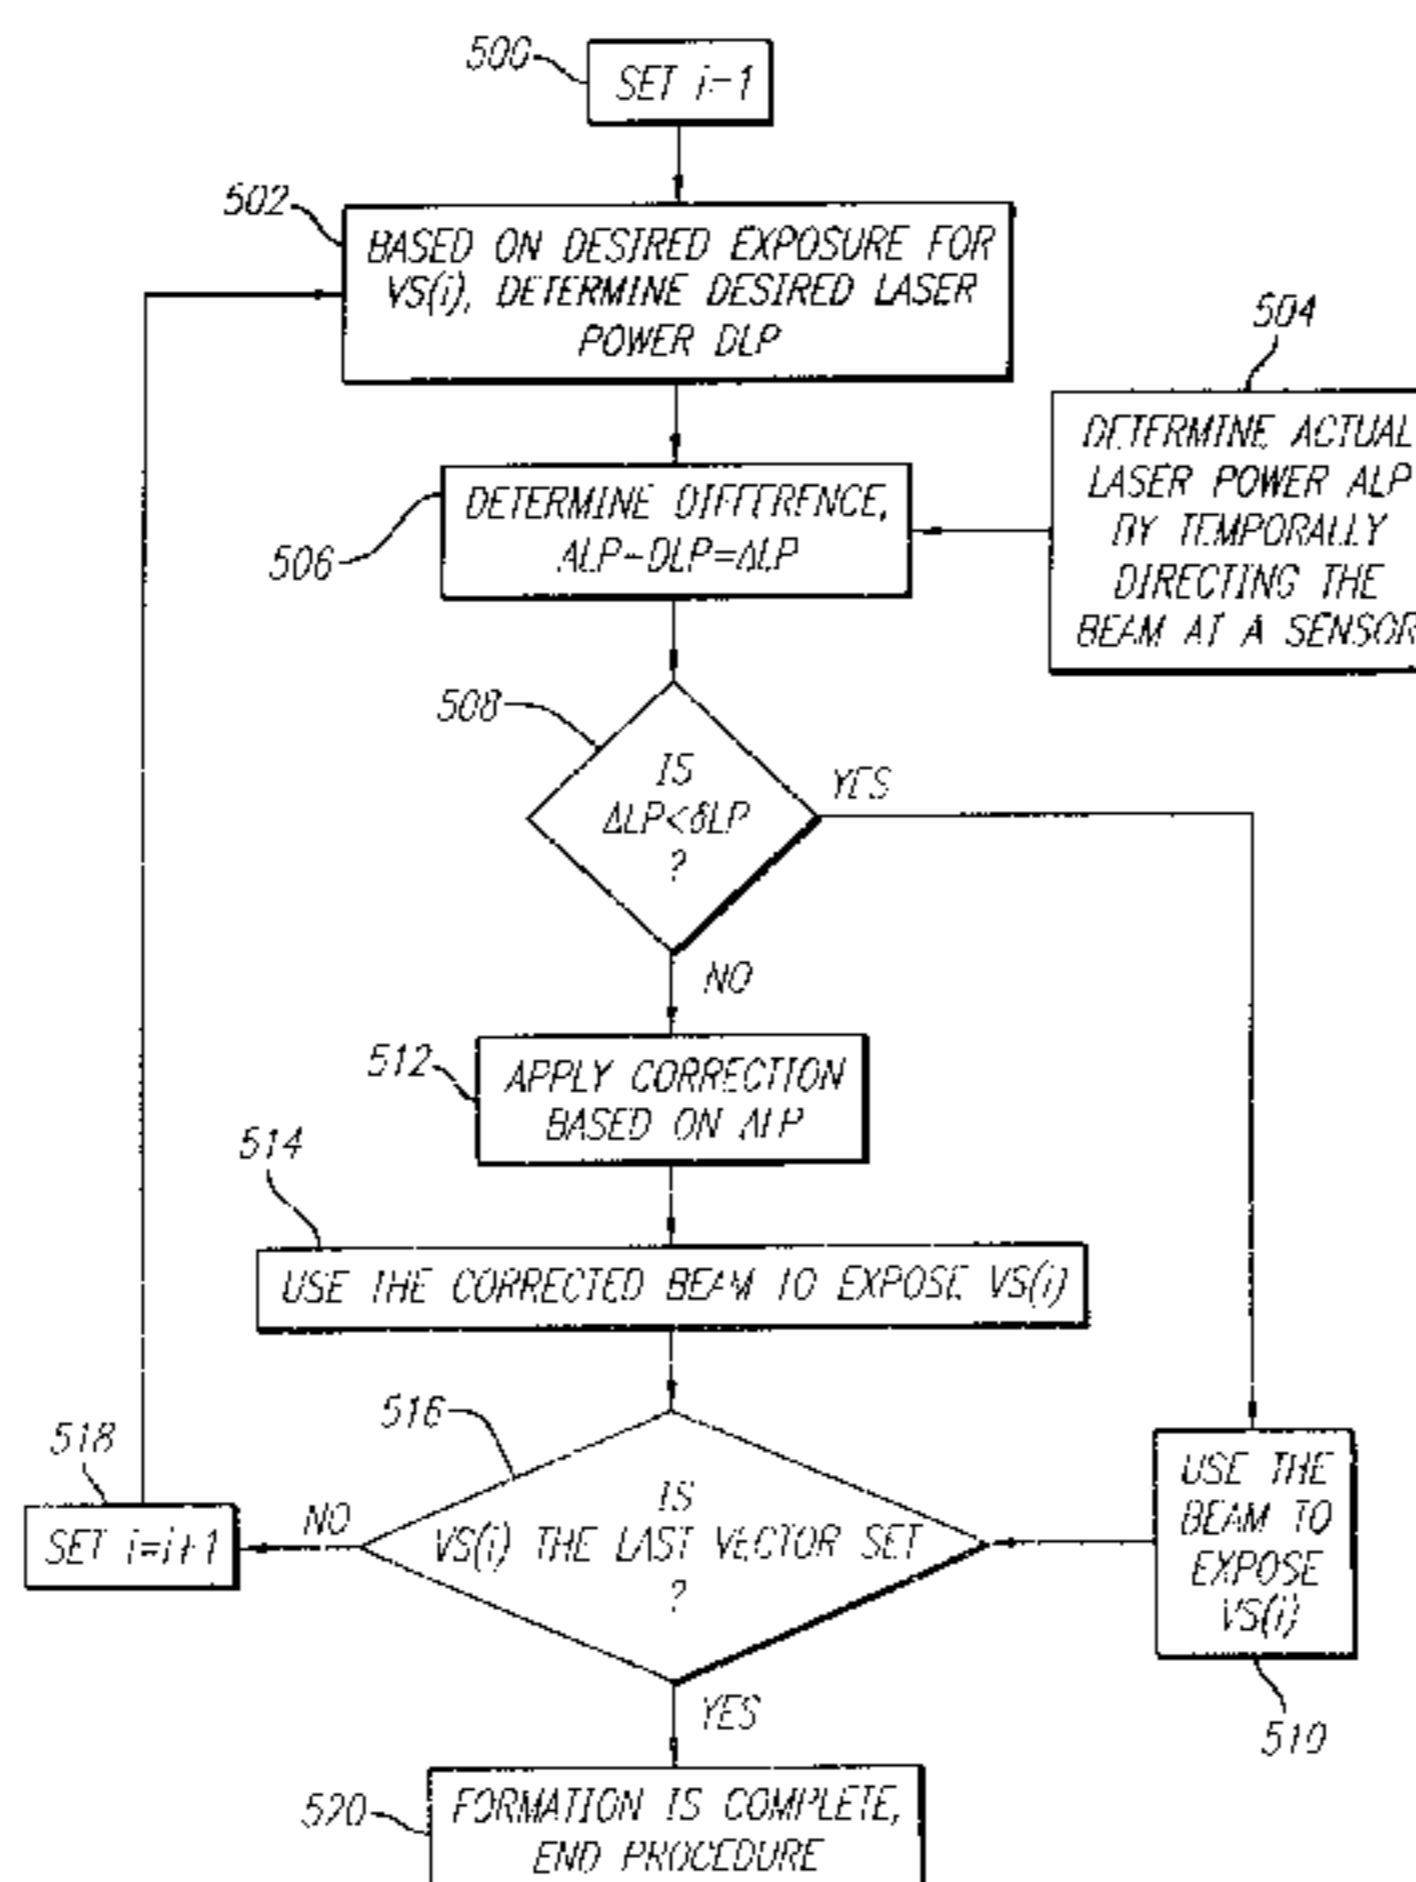 500
SET i=1
502
BASED ON DESIRED EXPOSURE FOR
VS(i), DETERMINE DESIRED LASER
POWER DLP
504
DETERMINE ACTUAL
LASER POWER ALP
BY TEMPORALLY
DIRECTING THE
BEAM AT A SENSOR
506
DETERMINE DIFFERENCE,
ALP-DLP=ΔLP
508
IS
ΔLP<δLP
?
YES
NO
512
APPLY CORRECTION
BASED ON ΔLP
514
USE THE CORRECTED BEAM TO EXPOSE VS(i)
516
IS
VS(i) THE LAST VECTOR SET
?
518
NO
SET i=i+1
USE THE
BEAM TO
EXPOSE
VS(i)
510
YES
520
FORMATION IS COMPLETE,
END PROCEDURE